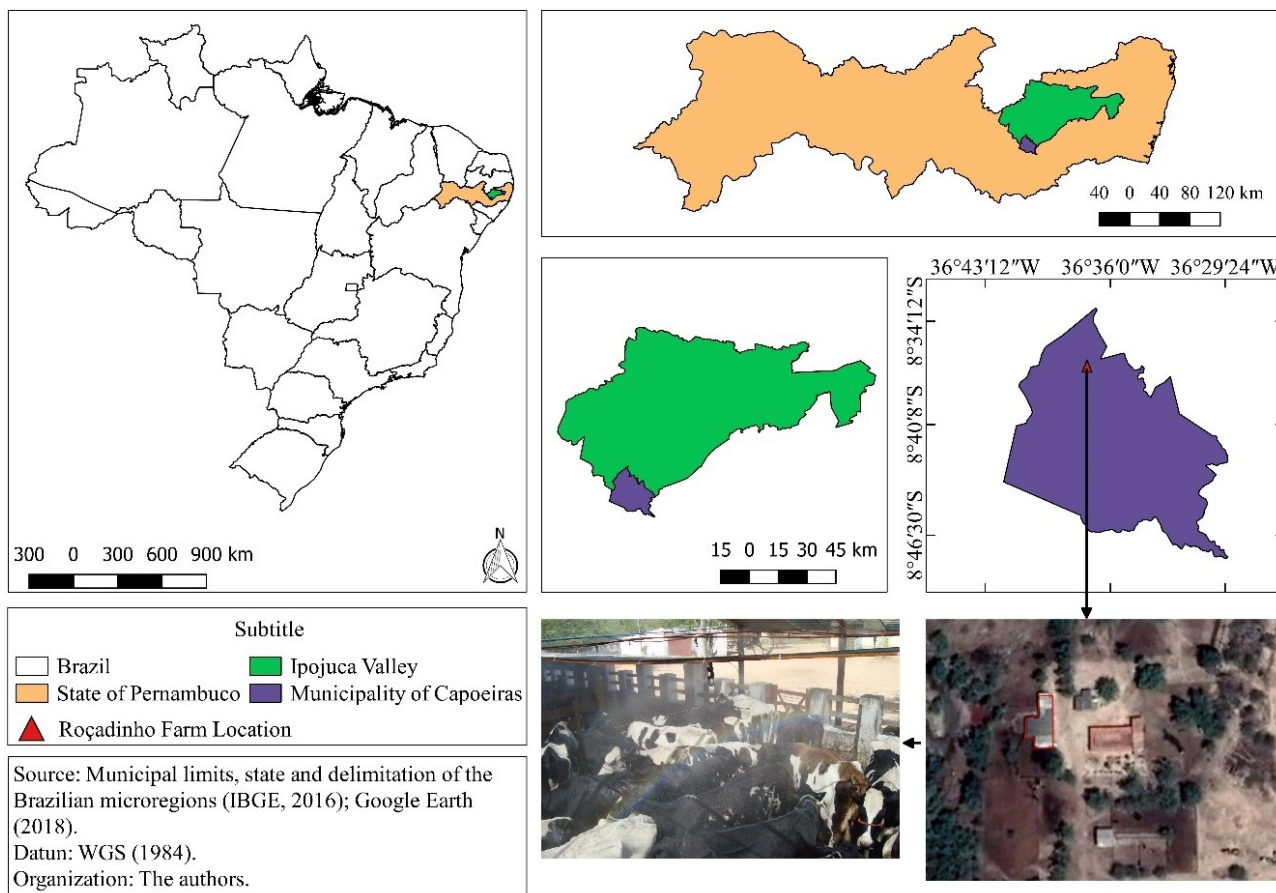 N
300 0 300 600 900 km
40 0 40 80 120 km
15 0 15 30 45 km
36°43′12″W 36°36′0″W 36°29′24″W
8°34′12″S
8°40′8″S
8°46′30″S
Subtitle
Brazil
Ipojuca Valley
State of Pernambuco
Municipality of Capoeiras
Roçadinho Farm Location
Source: Municipal limits, state and delimitation of the
Brazilian microregions (IBGE, 2016); Google Earth
(2018).
Datun: WGS (1984).
Organization: The authors.